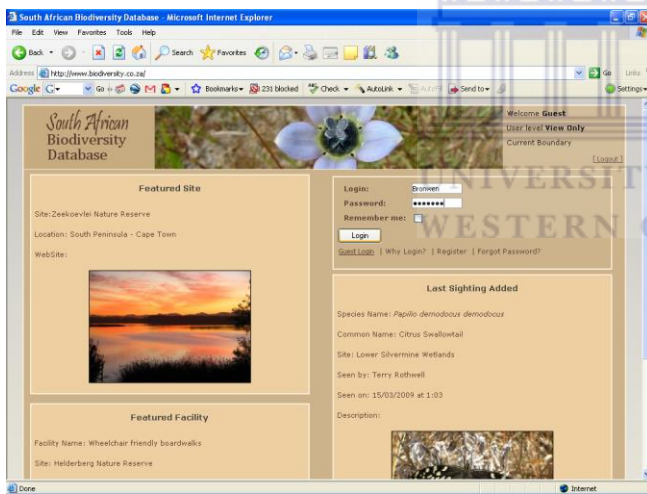 South African Biodiversity Database - Microsoft Internet Explorer
File Edit View Favorites Tools Help
Back Search Favorites
Address http://www.biodiversity.co.za/ Go Links
Google G Go Bookmarks 231 blocked Check AutoLink AutoFill Send to Settings
South African
Biodiversity
Database
Welcome Guest
User level View Only
Current Boundary
[Logout]
UNIVERSIT
WESTERN C
Featured Site
Site:Zeekoevlei Nature Reserve
Location: South Peninsula - Cape Town
WebSite:
Featured Facility
Facility Name: Wheelchair friendly boardwalks
Site: Helderberg Nature Reserve
Login: Bronwen
Password: •••••••
Remember me:
Login
Guest Login | Why Login? | Register | Forgot Password?
Last Sighting Added
Species Name: Papilio demodocus demodocus
Common Name: Citrus Swallowtail
Site: Lower Silvermine Wetlands
Seen by: Terry Rothwell
Seen on: 15/03/2009 at 1:03
Description:
Done Internet